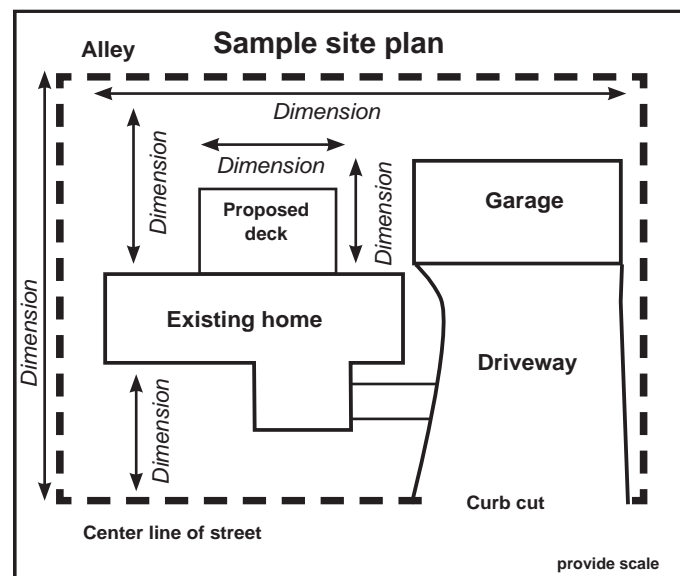 Sample site plan
Alley
Dimension
Dimension
Dimension
Dimension
Proposed
deck
Garage
Dimension
Existing home
Driveway
Dimension
Curb cut
Center line of street
provide scale